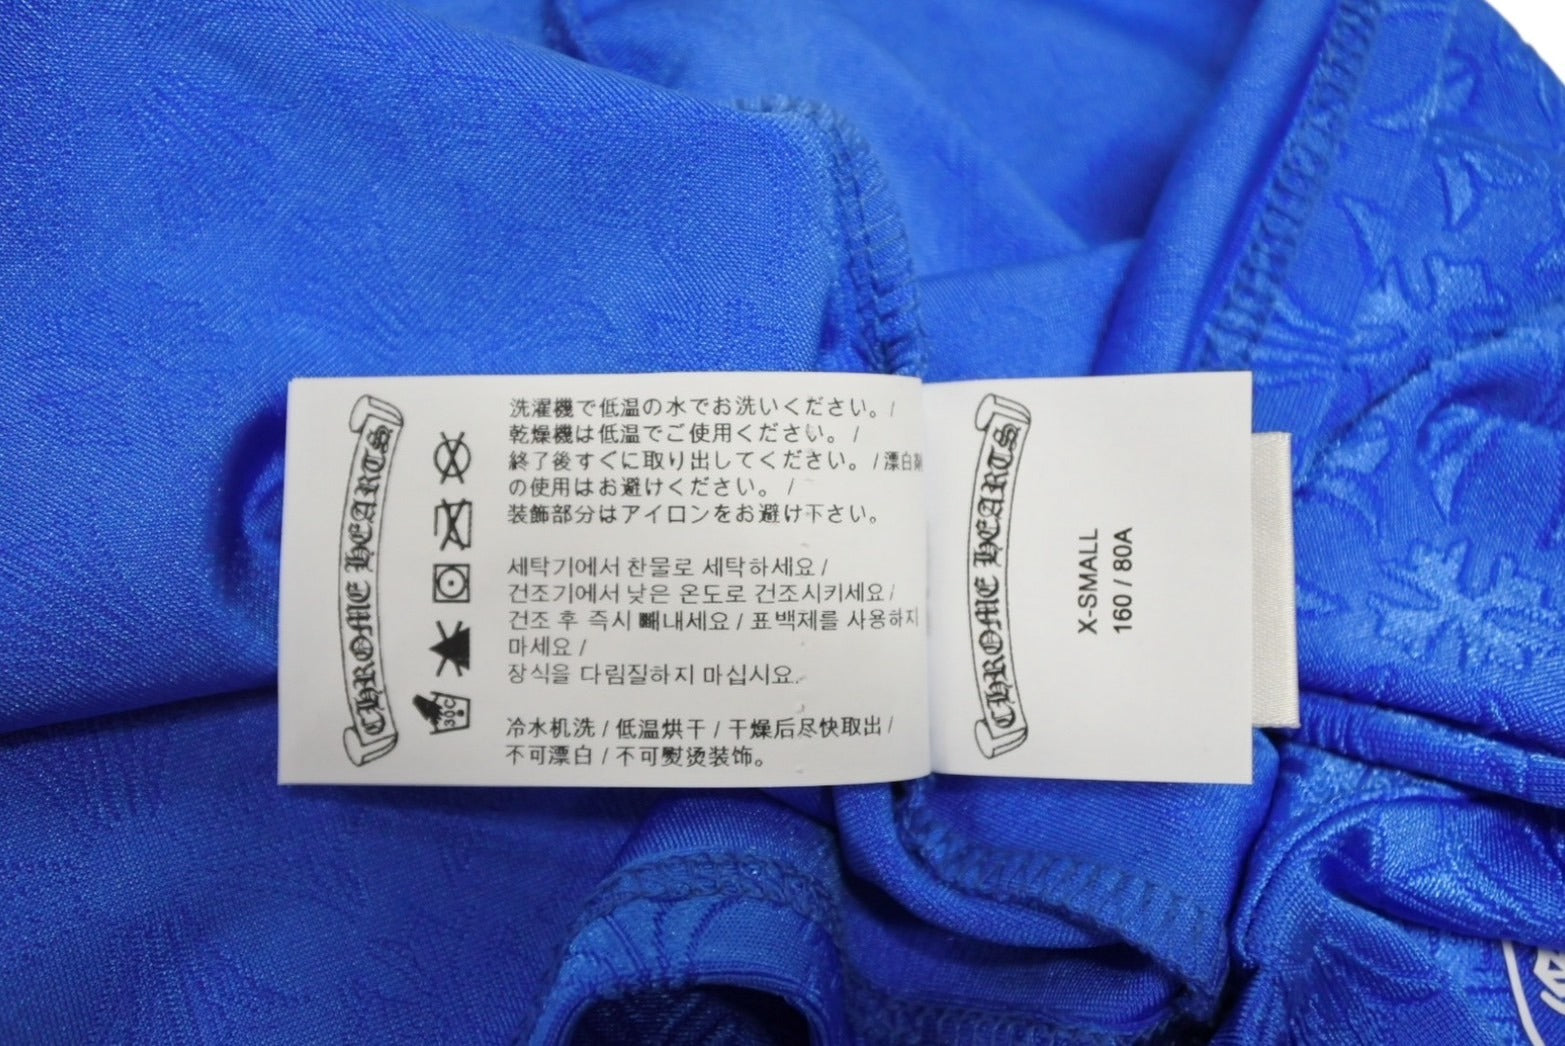 CHROME HEARTS
洗濯機で低温の水でお洗いください。/
乾燥機は低温でご使用ください。/
終了後すぐに取り出してください。/漂白剤
の使用はお避けください。/
装飾部分はアイロンをお避け下さい。
세탁기에서 찬물로 세탁하세요 /
건조기에서 낮은 온도로 건조시키세요 /
건조 후 즉시 빼내세요 / 표백제를 사용하지
마세요 /
장식을 다림질하지 마십시요.
冷水机洗 / 低温烘干 / 干燥后尽快取出 /
不可漂白 / 不可熨烫装饰。
30C
CHROME HEARTS
X-SMALL
160 / 80A